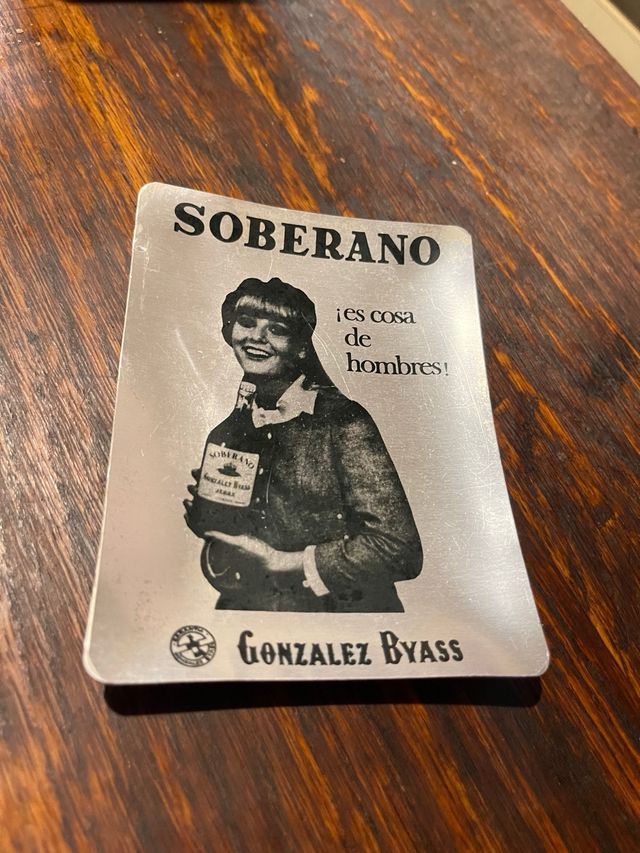 SOBERANO
¡es cosa
de
hombres!
SOBERANO
GONZALEZ BYASS
JEREZ
GONZALEZ BYASS